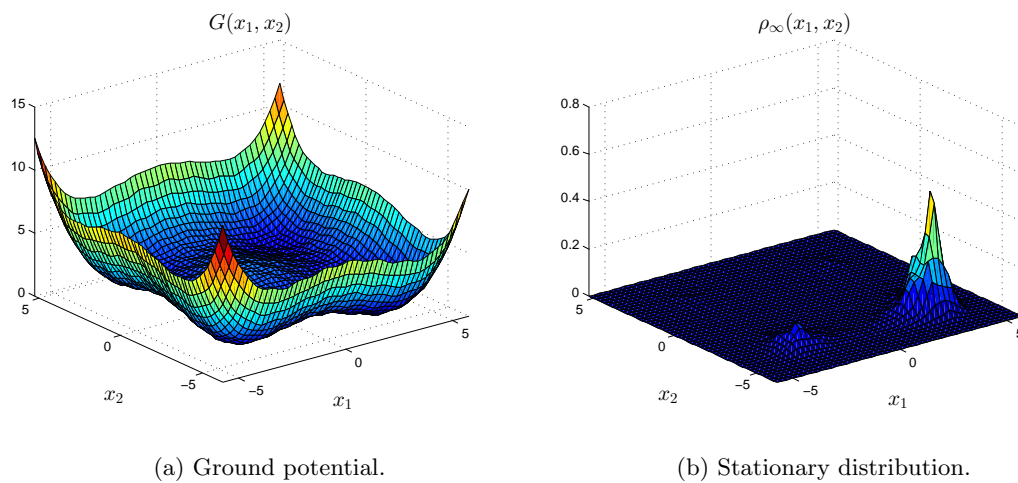 G(x₁, x₂)
15
10
5
0
5
0
−5
x₂
−5
0
5
x₁
(a) Ground potential.
ρ∞(x₁, x₂)
0.8
0.6
0.4
0.2
0
5
0
−5
x₂
−5
0
5
x₁
(b) Stationary distribution.